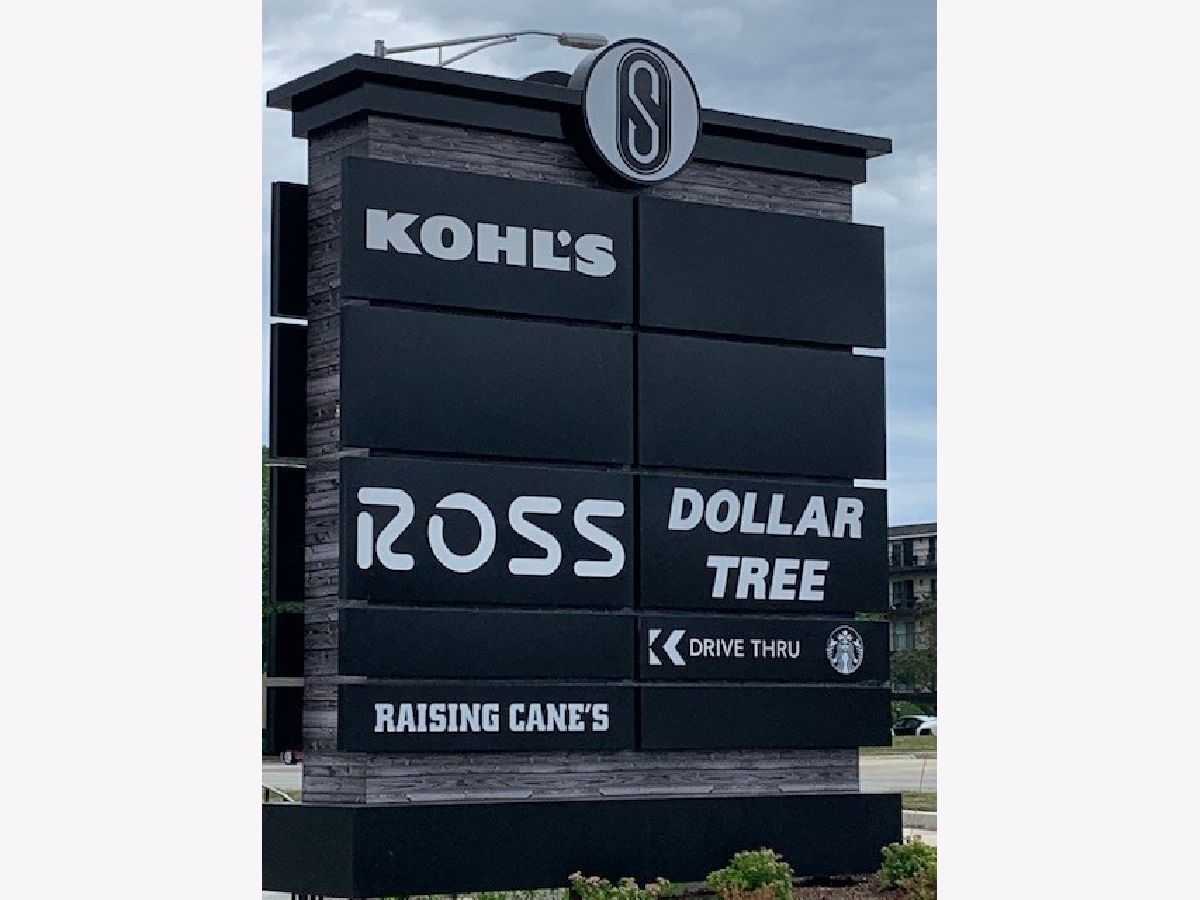 S
KOHL'S
ROSS
DOLLAR
TREE
DRIVE THRU
RAISING CANE'S